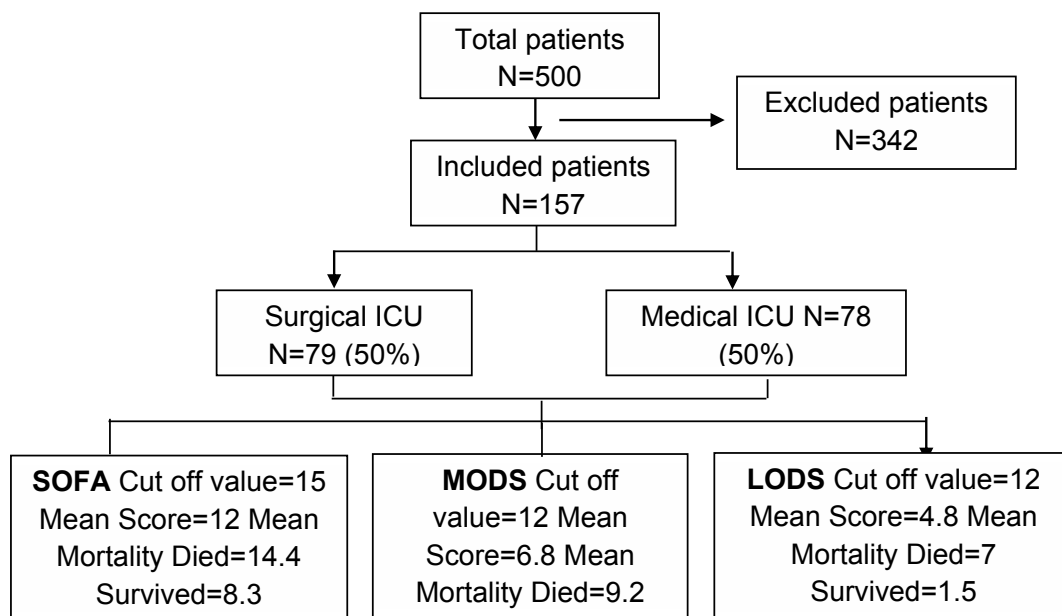 Total patients
N=500
Excluded patients
N=342
Included patients
N=157
Surgical ICU
N=79 (50%)
Medical ICU N=78
(50%)
SOFA Cut off value=15
Mean Score=12 Mean
Mortality Died=14.4
Survived=8.3
MODS Cut off
value=12 Mean
Score=6.8 Mean
Mortality Died=9.2
LODS Cut off value=12
Mean Score=4.8 Mean
Mortality Died=7
Survived=1.5